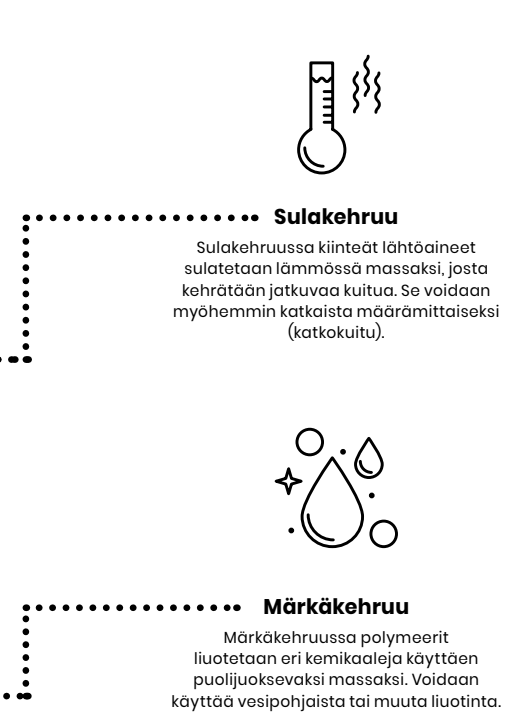 Sulakehruu
Sulakehruussa kiinteät lähtöaineet
sulatetaan lämmössä massaksi, josta
kehrätään jatkuvaa kuitua. Se voidaan
myöhemmin katkaista määrämittaiseksi
(katkokuitu).
Märkäkehruu
Märkäkehruussa polymeerit
liuotetaan eri kemikaaleja käyttäen
puolijuoksevaksi massaksi. Voidaan
käyttää vesipohjaista tai muuta liuotinta.